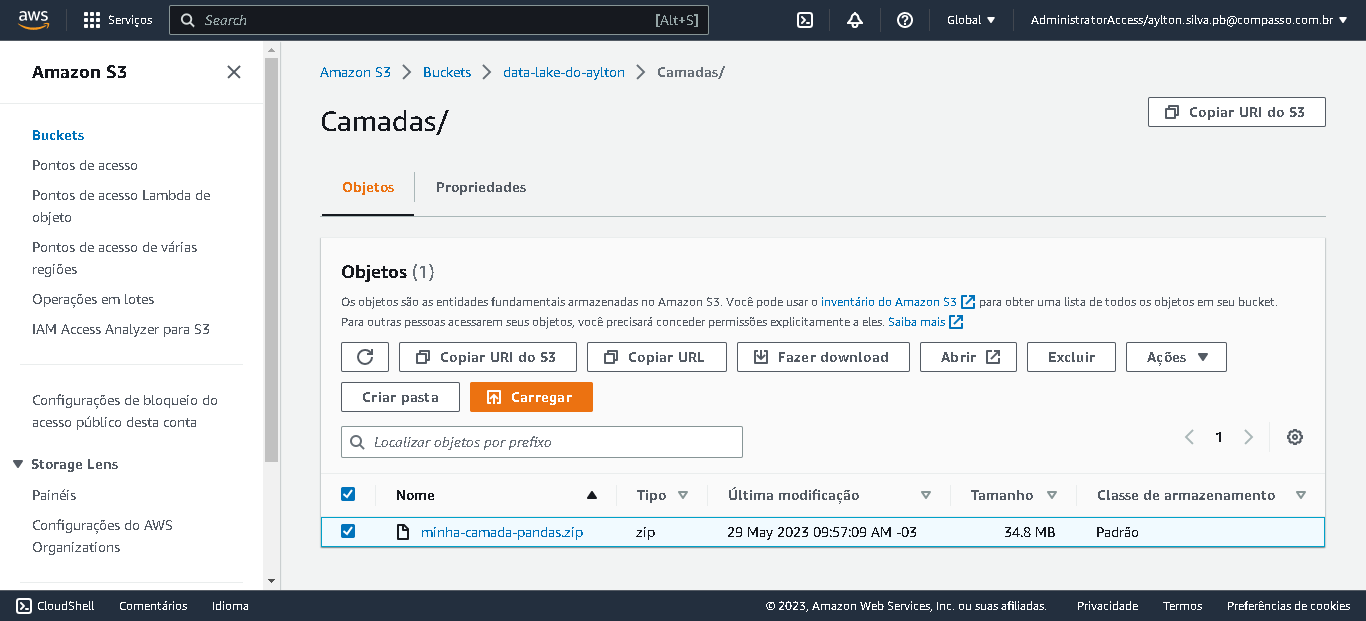 aws
Serviços
Search
[Alt+S]
Global
AdministratorAccess/aylton.silva.pb@compasso.com.br
Amazon S3
Buckets
Pontos de acesso
Pontos de acesso Lambda de
objeto
Pontos de acesso de várias
regiões
Operações em lotes
IAM Access Analyzer para S3
Configurações de bloqueio do
acesso público desta conta
Storage Lens
Painéis
Configurações do AWS
Organizations
Amazon S3 > Buckets > data-lake-do-aylton > Camadas/
Camadas/
Copiar URI do S3
Objetos
Propriedades
Objetos (1)
Os objetos são as entidades fundamentais armazenadas no Amazon S3. Você pode usar o inventário do Amazon S3 para obter uma lista de todos os objetos em seu bucket.
Para outras pessoas acessarem seus objetos, você precisará conceder permissões explicitamente a eles. Saiba mais
Copiar URI do S3
Copiar URL
Fazer download
Abrir
Excluir
Ações
Criar pasta
Carregar
Localizar objetos por prefixo
1
Nome
Tipo
Última modificação
Tamanho
Classe de armazenamento
minha-camada-pandas.zip
zip
29 May 2023 09:57:09 AM -03
34.8 MB
Padrão
CloudShell
Comentários
Idioma
© 2023, Amazon Web Services, Inc. ou suas afiliadas.
Privacidade
Termos
Preferências de cookies